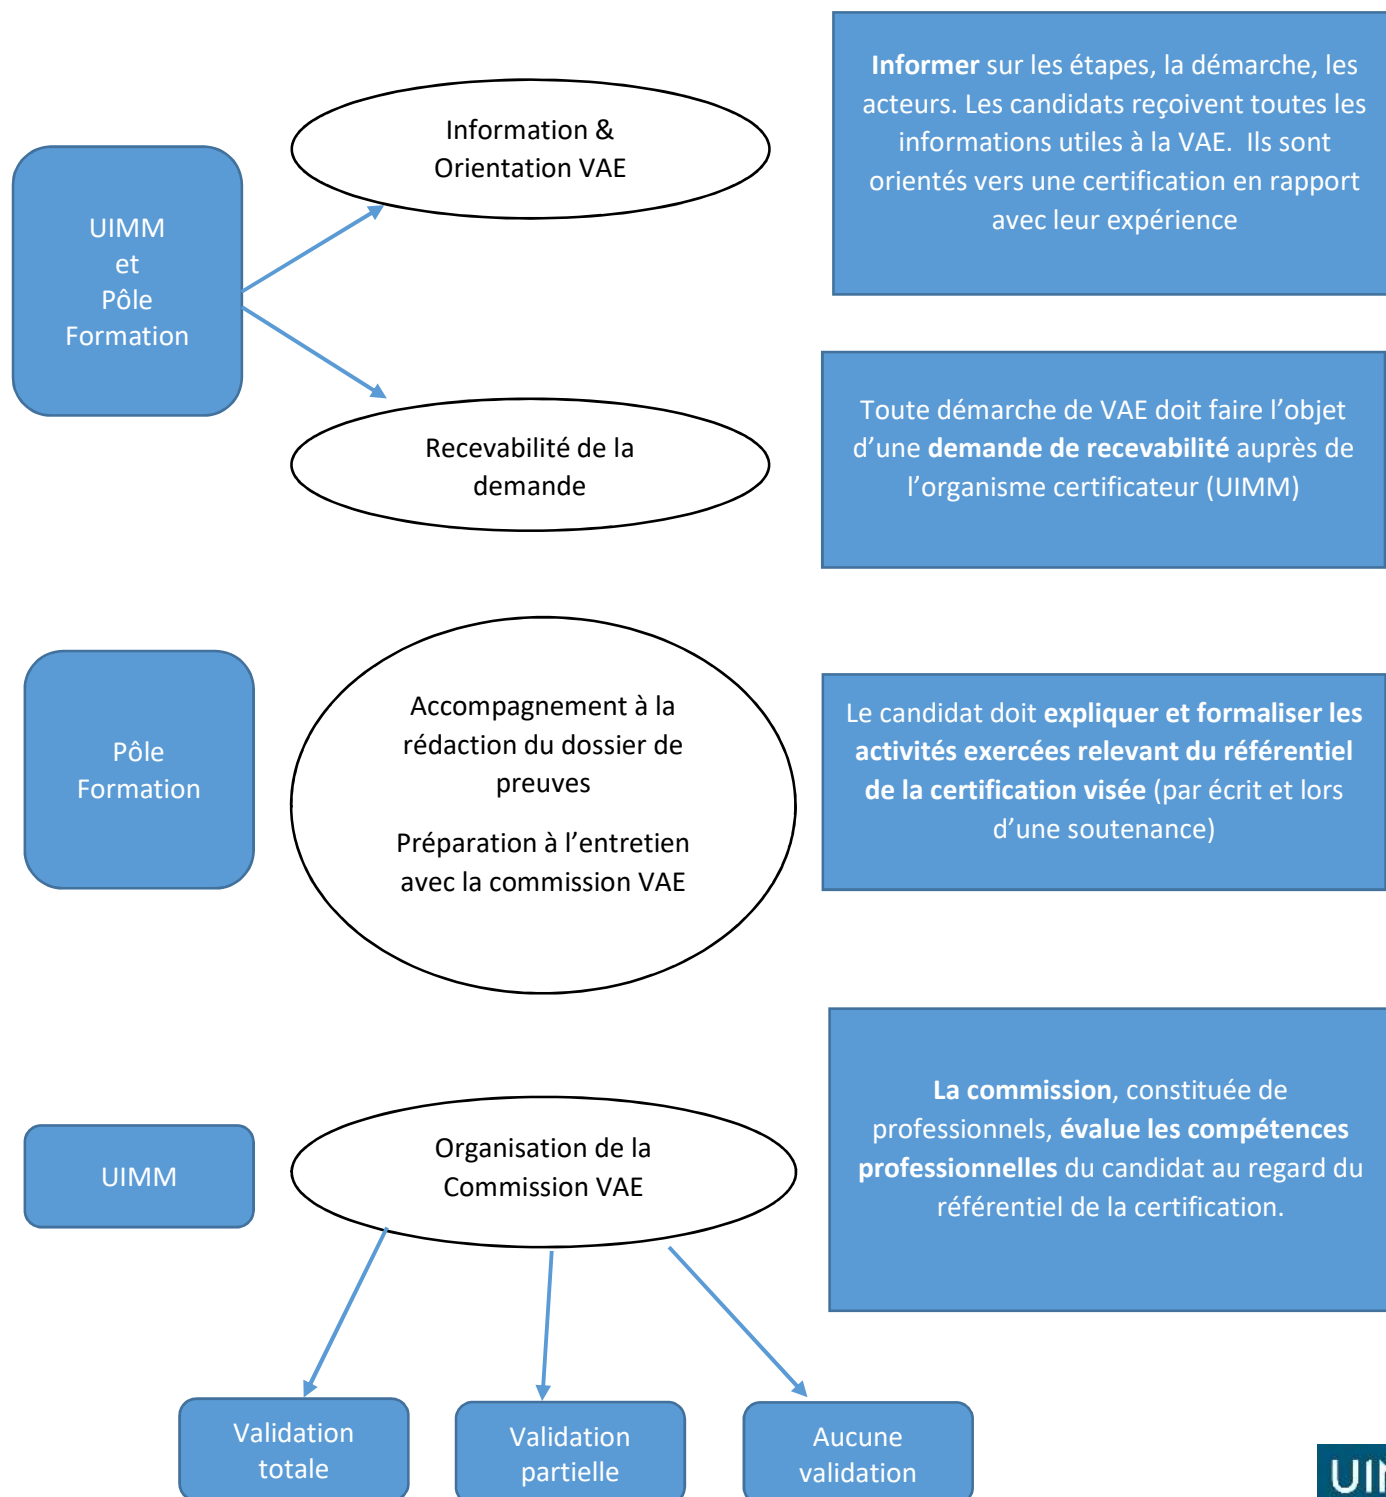 UIMM
et
Pôle
Formation
Information &
Orientation VAE
Informer sur les étapes, la démarche, les
acteurs. Les candidats reçoivent toutes les
informations utiles à la VAE.  Ils sont
orientés vers une certification en rapport
avec leur expérience
Recevabilité de la
demande
Toute démarche de VAE doit faire l’objet
d’une demande de recevabilité auprès de
l’organisme certificateur (UIMM)
Pôle
Formation
Accompagnement à la
rédaction du dossier de
preuves
Préparation à l’entretien
avec la commission VAE
Le candidat doit expliquer et formaliser les
activités exercées relevant du référentiel
de la certification visée (par écrit et lors
d’une soutenance)
UIMM
Organisation de la
Commission VAE
La commission, constituée de
professionnels, évalue les compétences
professionnelles du candidat au regard du
référentiel de la certification.
Validation
totale
Validation
partielle
Aucune
validation